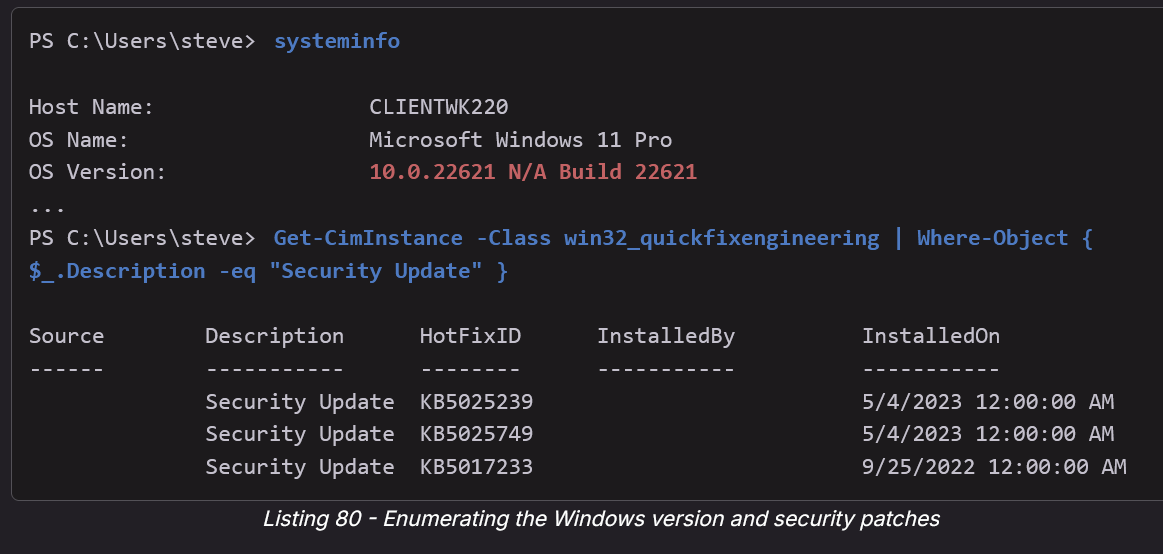 PS C:\Users\steve> systeminfo
Host Name: CLIENTWK220
OS Name: Microsoft Windows 11 Pro
OS Version: 10.0.22621 N/A Build 22621
...
PS C:\Users\steve> Get-CimInstance -Class win32_quickfixengineering | Where-Object {
$_.Description -eq "Security Update" }
Source Description HotFixID InstalledBy InstalledOn
------ ----------- -------- ----------- -----------
Security Update KB5025239 5/4/2023 12:00:00 AM
Security Update KB5025749 5/4/2023 12:00:00 AM
Security Update KB5017233 9/25/2022 12:00:00 AM
Listing 80 - Enumerating the Windows version and security patches